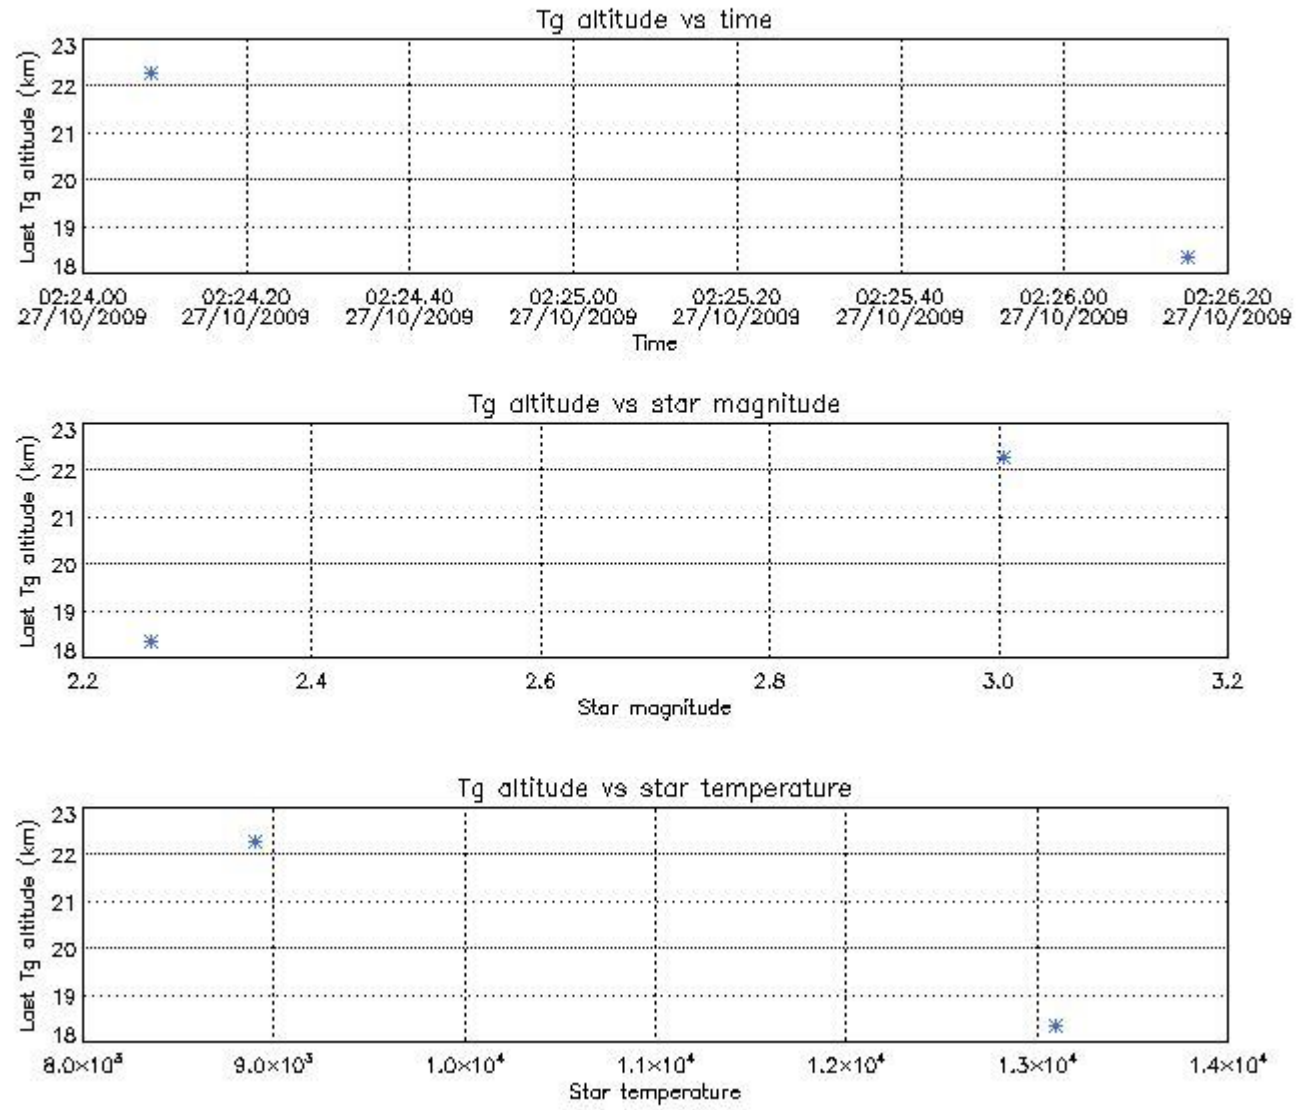 Tg altitude vs time
Last Tg altitude (km)
23
22
21
20
19
18
02:24.00 02:24.20 02:24.40 02:25.00 02:25.20 02:25.40 02:26.00 02:26.20
27/10/2009 27/10/2009 27/10/2009 27/10/2009 27/10/2009 27/10/2009 27/10/2009 27/10/2009
Time
Tg altitude vs star magnitude
Last Tg altitude (km)
23
22
21
20
19
18
2.2 2.4 2.6 2.8 3.0 3.2
Star magnitude
Tg altitude vs star temperature
Last Tg altitude (km)
23
22
21
20
19
18
8.0×10³ 9.0×10³ 1.0×10⁴ 1.1×10⁴ 1.2×10⁴ 1.3×10⁴ 1.4×10⁴
Star temperature